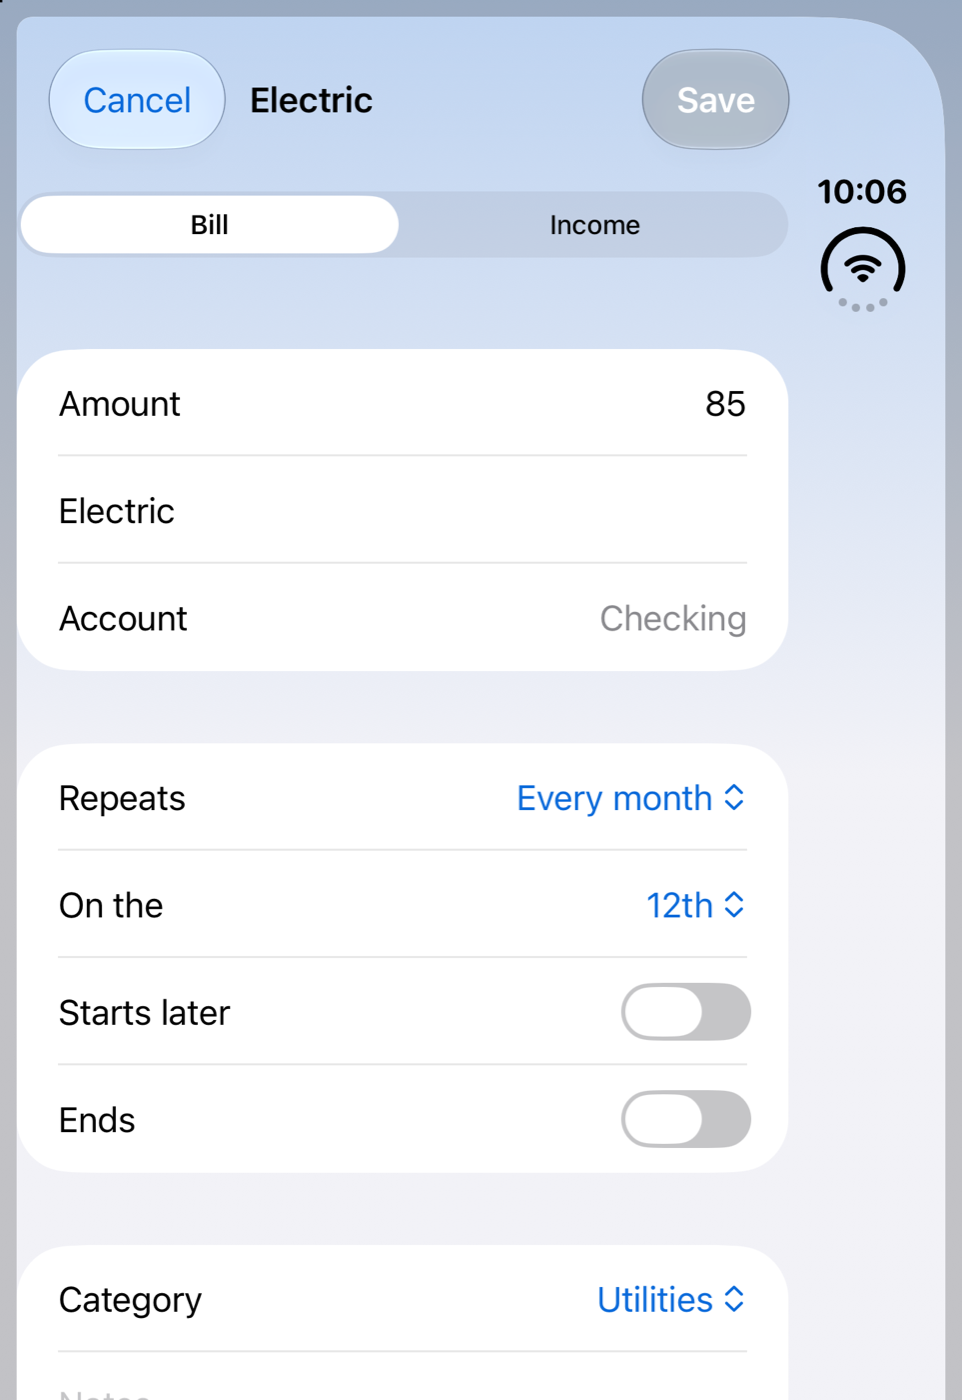 Cancel Electric Save
10:06
Bill Income
Amount 85
Electric
Account Checking
Repeats Every month
On the 12th
Starts later
Ends
Category Utilities
Notes